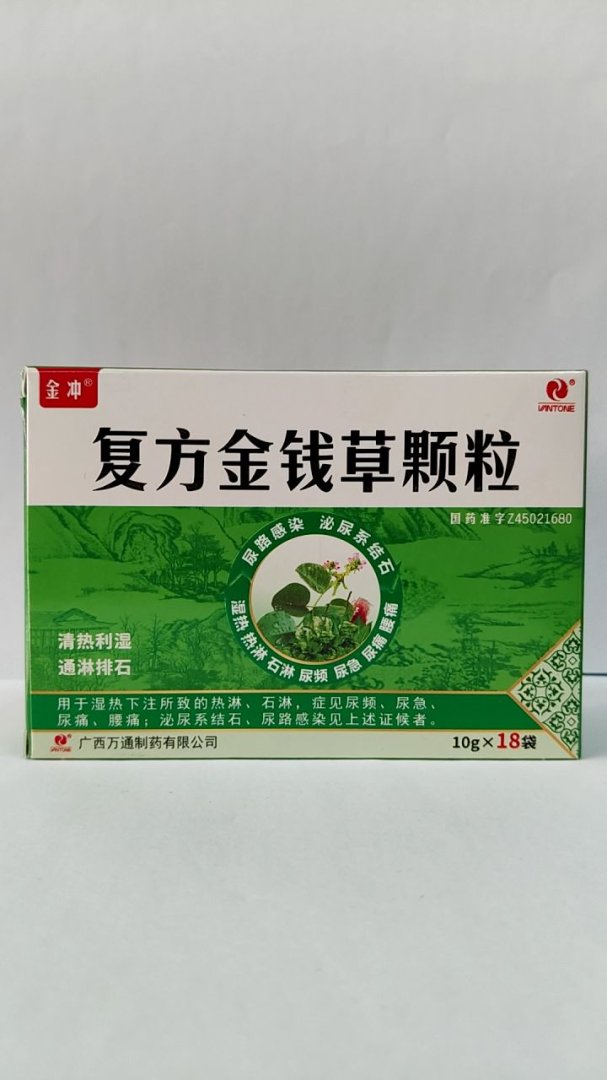 金冲®
VANTONE®
复方金钱草颗粒
国药准字Z45021680
尿路感染 泌尿系结石
湿热 热淋 石淋 尿频 尿急 尿痛 腰痛
清热利湿
通淋排石
用于湿热下注所致的热淋、石淋，症见尿频、尿急、
尿痛、腰痛；泌尿系结石、尿路感染见上述证候者。
VANTONE 广西万通制药有限公司
10g×18袋